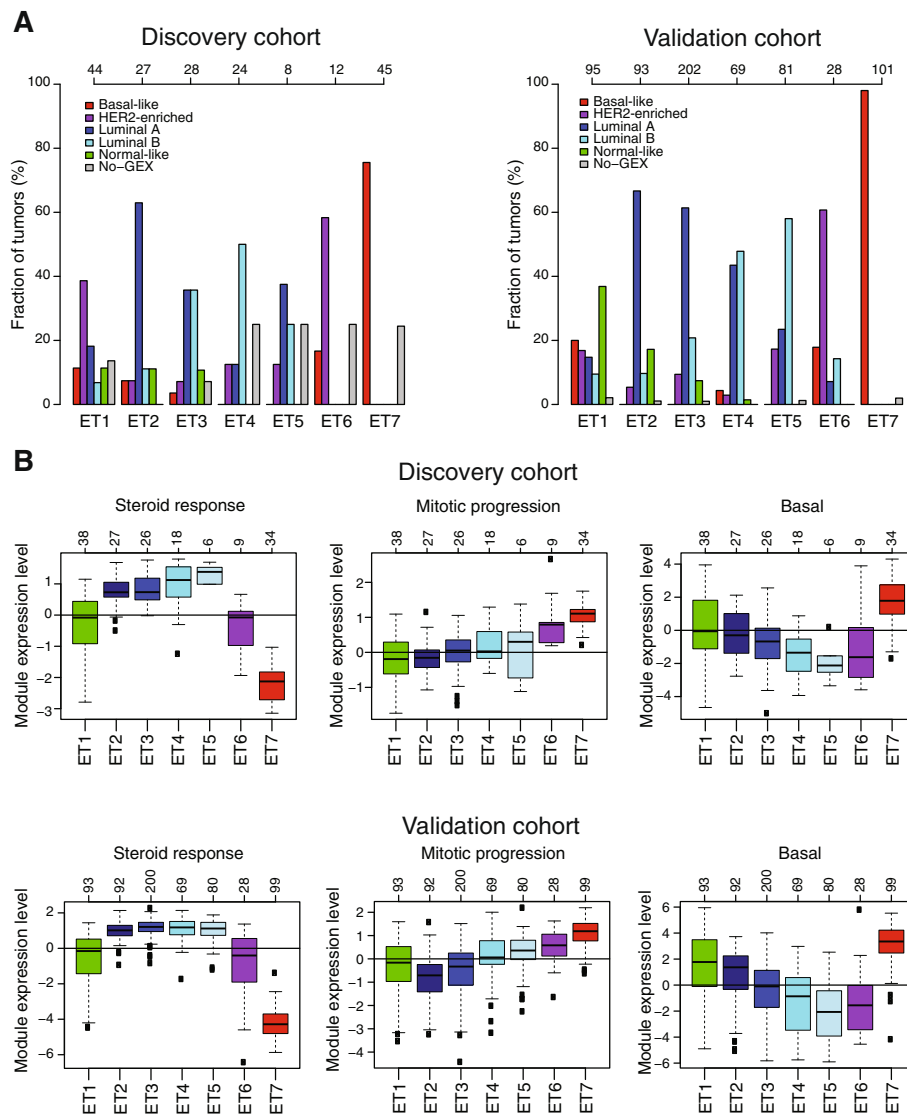 A
Discovery cohort
44 27 28 24 8 12 45
100
80
60
40
20
0
Fraction of tumors (%)
Basal-like
HER2-enriched
Luminal A
Luminal B
Normal-like
No-GEX
ET1 ET2 ET3 ET4 ET5 ET6 ET7
Validation cohort
95 93 202 69 81 28 101
100
80
60
40
20
0
Fraction of tumors (%)
Basal-like
HER2-enriched
Luminal A
Luminal B
Normal-like
No-GEX
ET1 ET2 ET3 ET4 ET5 ET6 ET7
B
Discovery cohort
Steroid response
38 27 26 18 6 9 34
Module expression level
1
0
−1
−2
−3
ET1 ET2 ET3 ET4 ET5 ET6 ET7
Mitotic progression
38 27 26 18 6 9 34
Module expression level
2
1
0
−1
ET1 ET2 ET3 ET4 ET5 ET6 ET7
Basal
38 27 26 18 6 9 34
Module expression level
4
2
0
−2
−4
ET1 ET2 ET3 ET4 ET5 ET6 ET7
Validation cohort
Steroid response
93 92 200 69 80 28 99
Module expression level
2
0
−2
−4
−6
ET1 ET2 ET3 ET4 ET5 ET6 ET7
Mitotic progression
93 92 200 69 80 28 99
Module expression level
2
1
0
−1
−2
−3
−4
ET1 ET2 ET3 ET4 ET5 ET6 ET7
Basal
93 92 200 69 80 28 99
Module expression level
6
4
2
0
−2
−4
−6
ET1 ET2 ET3 ET4 ET5 ET6 ET7